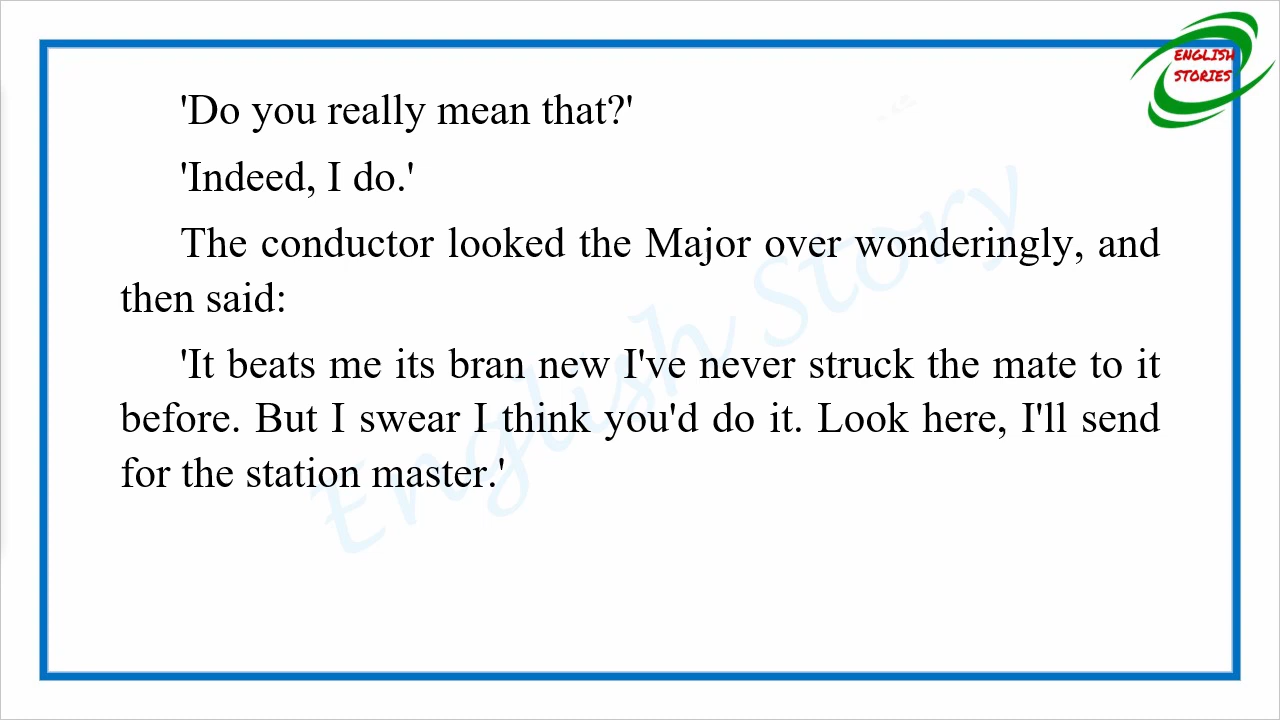 ENGLISH
STORIES
'Do you really mean that?'
'Indeed, I do.'
The conductor looked the Major over wonderingly, and
then said:
'It beats me its bran new I've never struck the mate to it
before. But I swear I think you'd do it. Look here, I'll send
for the station master.'
English Story